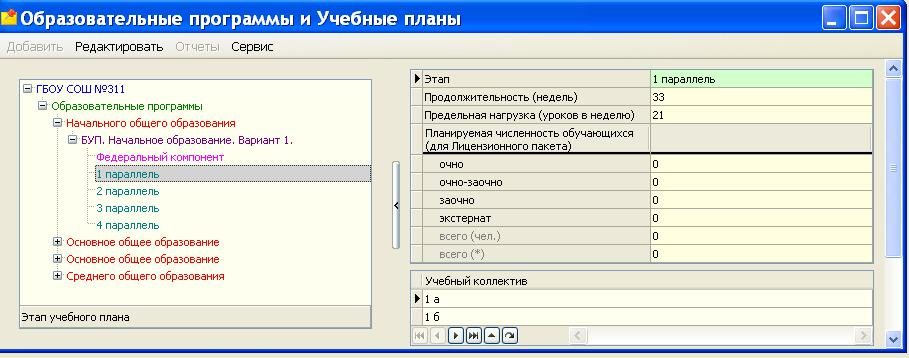 Образовательные программы и Учебные планы
Добавить Редактировать Отчеты Сервис
ГБОУ СОШ №311
Образовательные программы
Начального общего образования
БУП. Начальное образование. Вариант 1.
Федеральный компонент
1 параллель
2 параллель
3 параллель
4 параллель
Основное общее образование
Основное общее образование
Среднего общего образования
Этап учебного плана
Этап 1 параллель
Продолжительность (недель) 33
Предельная нагрузка (уроков в неделю) 21
Планируемая численность обучающихся
(для Лицензионного пакета)
очно 0
очно-заочно 0
заочно 0
экстернат 0
всего (чел.) 0
всего (*) 0
Учебный коллектив
1 а
1 б